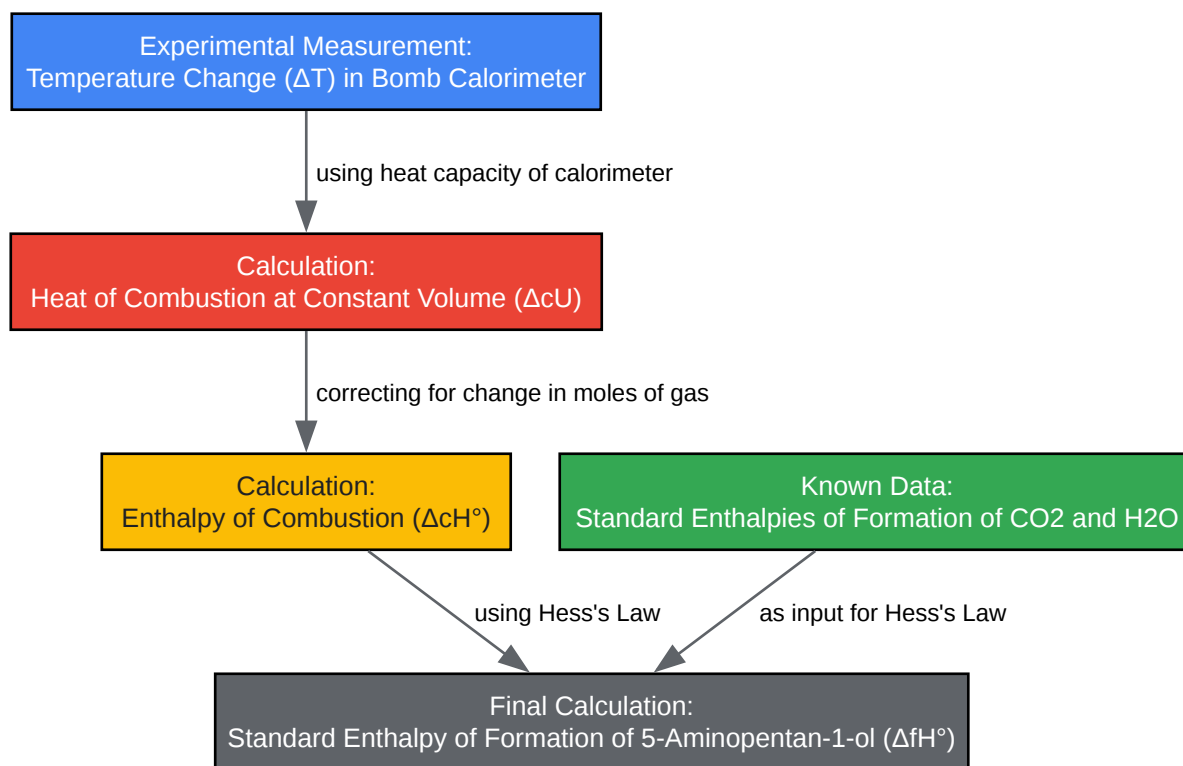 Experimental Measurement:
Temperature Change (ΔT) in Bomb Calorimeter
using heat capacity of calorimeter
Calculation:
Heat of Combustion at Constant Volume (ΔcU)
correcting for change in moles of gas
Calculation:
Enthalpy of Combustion (ΔcH°)
Known Data:
Standard Enthalpies of Formation of CO2 and H2O
using Hess's Law
as input for Hess's Law
Final Calculation:
Standard Enthalpy of Formation of 5-Aminopentan-1-ol (ΔfH°)